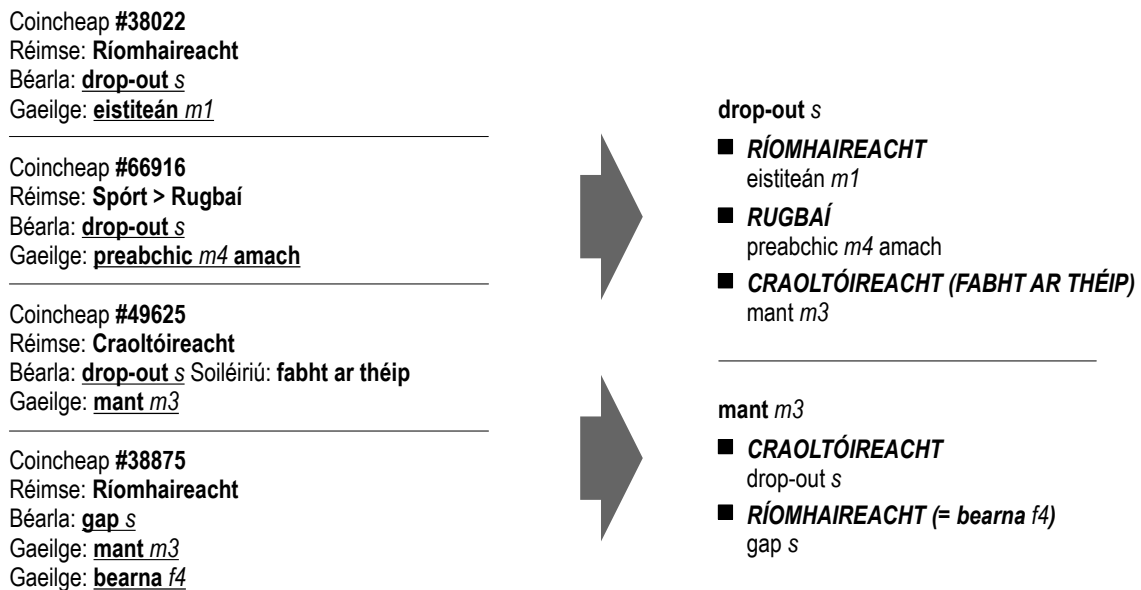 Coincheap #38022
Réimse: Ríomhaireacht
Béarla: drop-out s
Gaeilge: eistiteán m1
Coincheap #66916
Réimse: Spórt > Rugbaí
Béarla: drop-out s
Gaeilge: preabchic m4 amach
Coincheap #49625
Réimse: Craoltóireacht
Béarla: drop-out s Soiléiriú: fabht ar théip
Gaeilge: mant m3
Coincheap #38875
Réimse: Ríomhaireacht
Béarla: gap s
Gaeilge: mant m3
Gaeilge: bearna f4
drop-out s
■ RÍOMHAIREACHT
eistiteán m1
■ RUGBAÍ
preabchic m4 amach
■ CRAOLTÓIREACHT (FABHT AR THÉIP)
mant m3
mant m3
■ CRAOLTÓIREACHT
drop-out s
■ RÍOMHAIREACHT (= bearna f4)
gap s